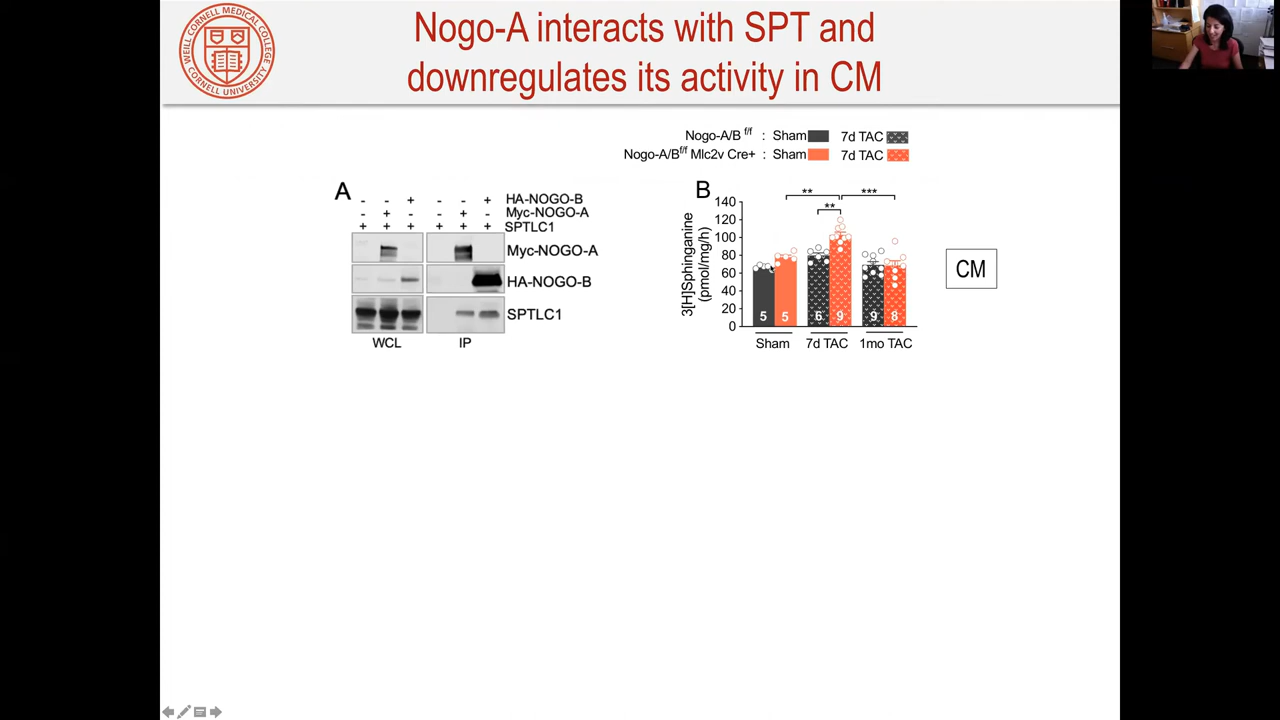 WEILL CORNELL MEDICAL COLLEGE
CORNELL UNIVERSITY
Nogo-A interacts with SPT and
downregulates its activity in CM
Nogo-A/B f/f : Sham 7d TAC
Nogo-A/Bf/f Mlc2v Cre+ : Sham 7d TAC
A
- - + - - + HA-NOGO-B
- + - - + - Myc-NOGO-A
+ + + + + + SPTLC1
Myc-NOGO-A
HA-NOGO-B
SPTLC1
WCL IP
B
3[H]Sphinganine
(pmol/mg/h)
140
120
100
80
60
40
20
0
** ***
**
5 5 6 9 9 8
Sham 7d TAC 1mo TAC
CM